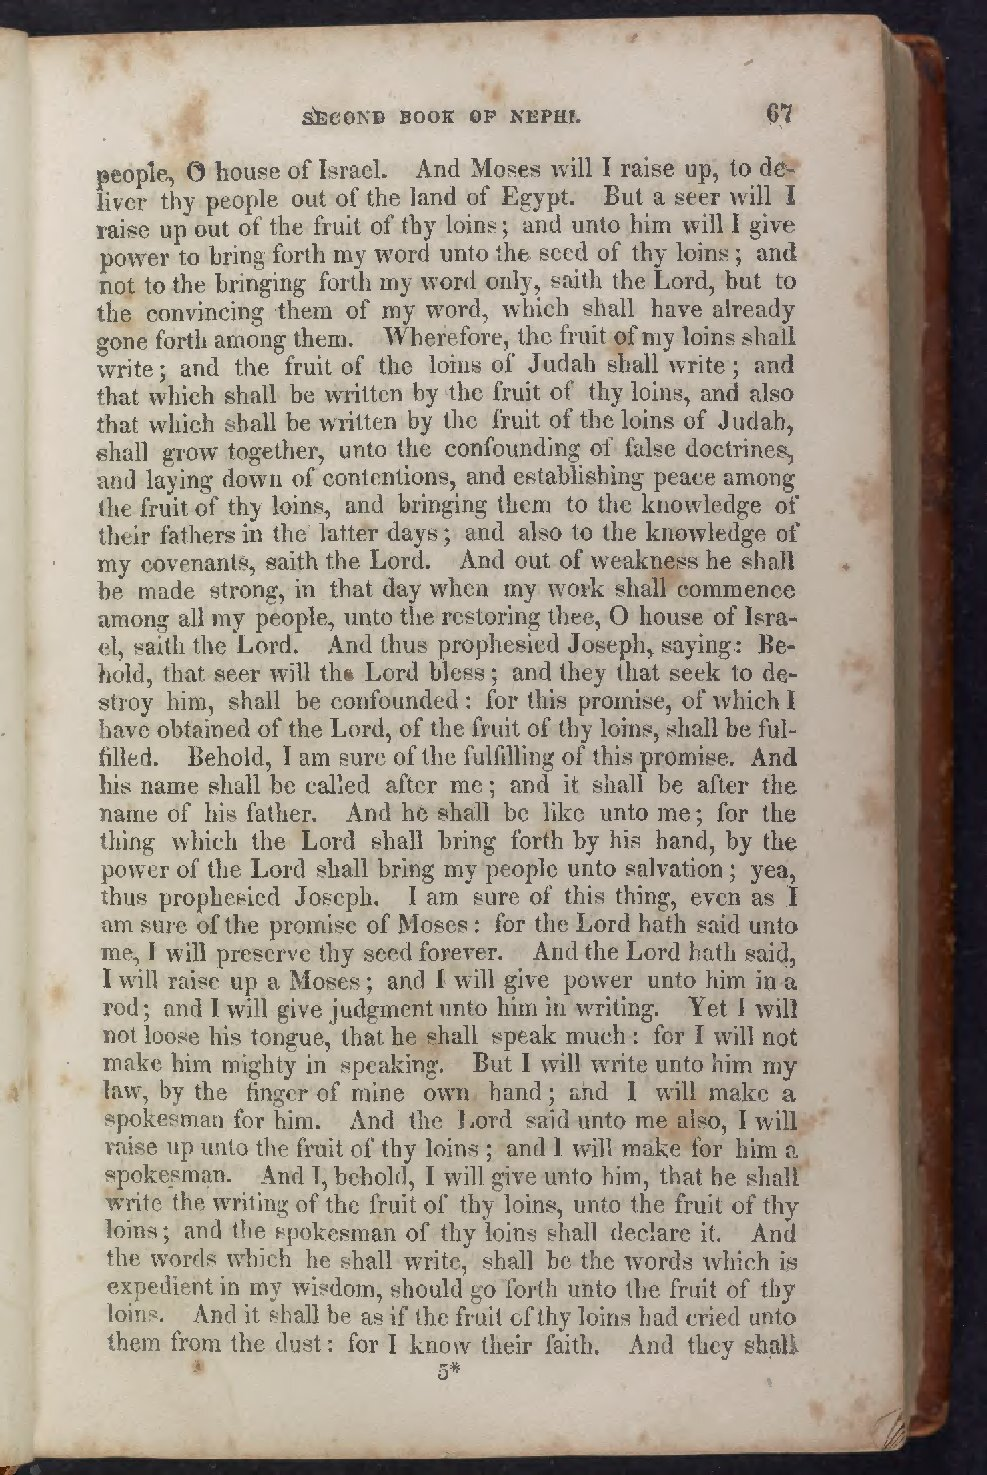 SECOND BOOK OF NEPHI. 67
people, O house of Israel. And Moses will I raise up, to de-
liver thy people out of the land of Egypt. But a seer will I
raise up out of the fruit of thy loins; and unto him will I give
power to bring forth my word unto the seed of thy loins; and
not to the bringing forth my word only, saith the Lord, but to
the convincing them of my word, which shall have already
gone forth among them. Wherefore, the fruit of my loins shall
write; and the fruit of the loins of Judah shall write; and
that which shall be written by the fruit of thy loins, and also
that which shall be written by the fruit of the loins of Judah,
shall grow together, unto the confounding of false doctrines,
and laying down of contentions, and establishing peace among
the fruit of thy loins, and bringing them to the knowledge of
their fathers in the latter days; and also to the knowledge of
my covenants, saith the Lord. And out of weakness he shall
be made strong, in that day when my work shall commence
among all my people, unto the restoring thee, O house of Isra-
el, saith the Lord. And thus prophesied Joseph, saying: Be-
hold, that seer will the Lord bless; and they that seek to de-
stroy him, shall be confounded: for this promise, of which I
have obtained of the Lord, of the fruit of thy loins, shall be ful-
filled. Behold, I am sure of the fulfilling of this promise. And
his name shall be called after me; and it shall be after the
name of his father. And he shall be like unto me; for the
thing which the Lord shall bring forth by his hand, by the
power of the Lord shall bring my people unto salvation; yea,
thus prophesied Joseph. I am sure of this thing, even as I
am sure of the promise of Moses: for the Lord hath said unto
me, I will preserve thy seed forever. And the Lord hath said,
I will raise up a Moses; and I will give power unto him in a
rod; and I will give judgment unto him in writing. Yet I will
not loose his tongue, that he shall speak much: for I will not
make him mighty in speaking. But I will write unto him my
law, by the finger of mine own hand; and I will make a
spokesman for him. And the Lord said unto me also, I will
raise up unto the fruit of thy loins; and I will make for him a
spokesman. And I, behold, I will give unto him, that he shall
write the writing of the fruit of thy loins, unto the fruit of thy
loins; and the spokesman of thy loins shall declare it. And
the words which he shall write, shall be the words which is
expedient in my wisdom, should go forth unto the fruit of thy
loins. And it shall be as if the fruit of thy loins had cried unto
them from the dust: for I know their faith. And they shall
5*